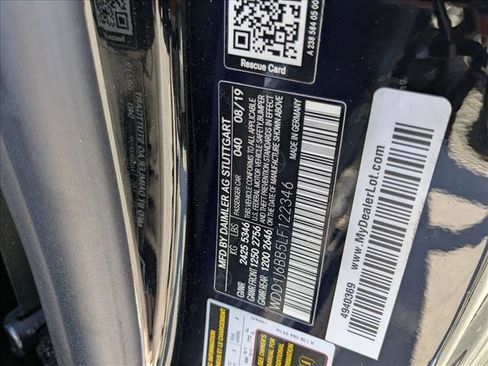 A 238 584 05 00
Rescue Card
MFD BY DAIMLER AG STUTTGART
PASSENGER CAR 040 08/19
KG LBS
GVWR 2425 5346
GAWR FRONT 1250 2756
GAWR REAR 1200 2646
THIS VEHICLE CONFORMS TO ALL APPLICABLE
U.S. FEDERAL MOTOR VEHICLE SAFETY BUMPER
AND THEFT PREVENTION STANDARDS IN EFFECT
ON THE DATE OF MANUFACTURE SHOWN ABOVE
WDD1J6BB5LF122346
MADE IN GERMANY
www.MyDealerLot.com
4940369